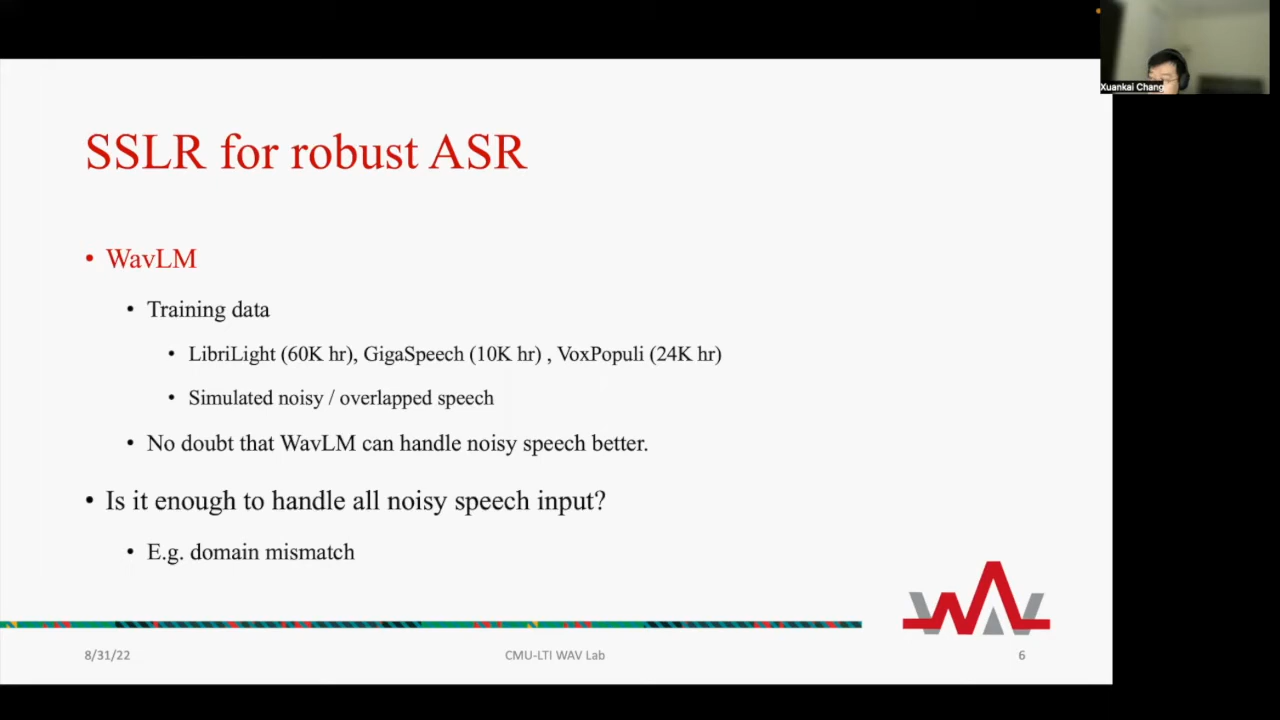 Xuankai Chang
SSLR for robust ASR
• WavLM
• Training data
• LibriLight (60K hr), GigaSpeech (10K hr) , VoxPopuli (24K hr)
• Simulated noisy / overlapped speech
• No doubt that WavLM can handle noisy speech better.
• Is it enough to handle all noisy speech input?
• E.g. domain mismatch
WAV
8/31/22
CMU-LTI WAV Lab
6